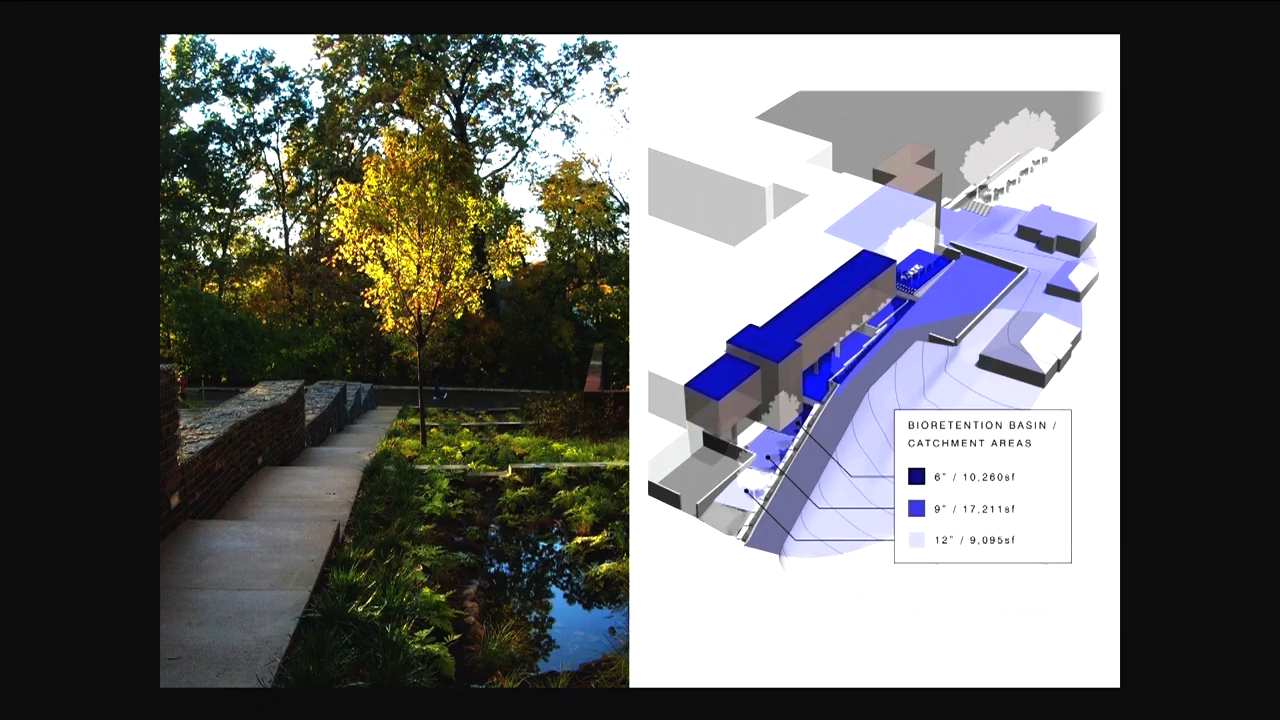 BIORETENTION BASIN /
CATCHMENT AREAS
6" / 10,260sf
9" / 17,211sf
12" / 9,095sf